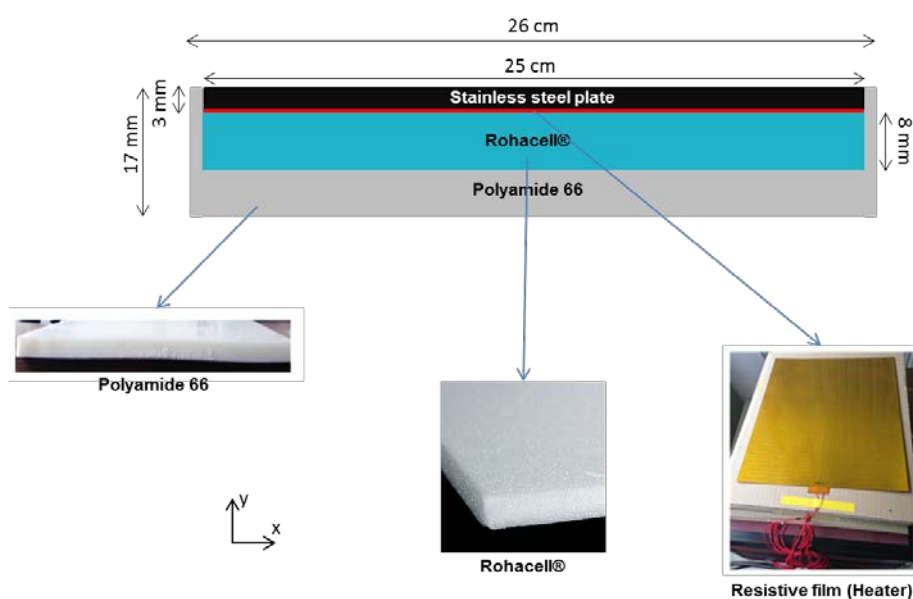 26 cm
25 cm
3 mm
Stainless steel plate
17 mm
Rohacell®
8 mm
Polyamide 66
Polyamide 66
y
x
Rohacell®
Resistive film (Heater)